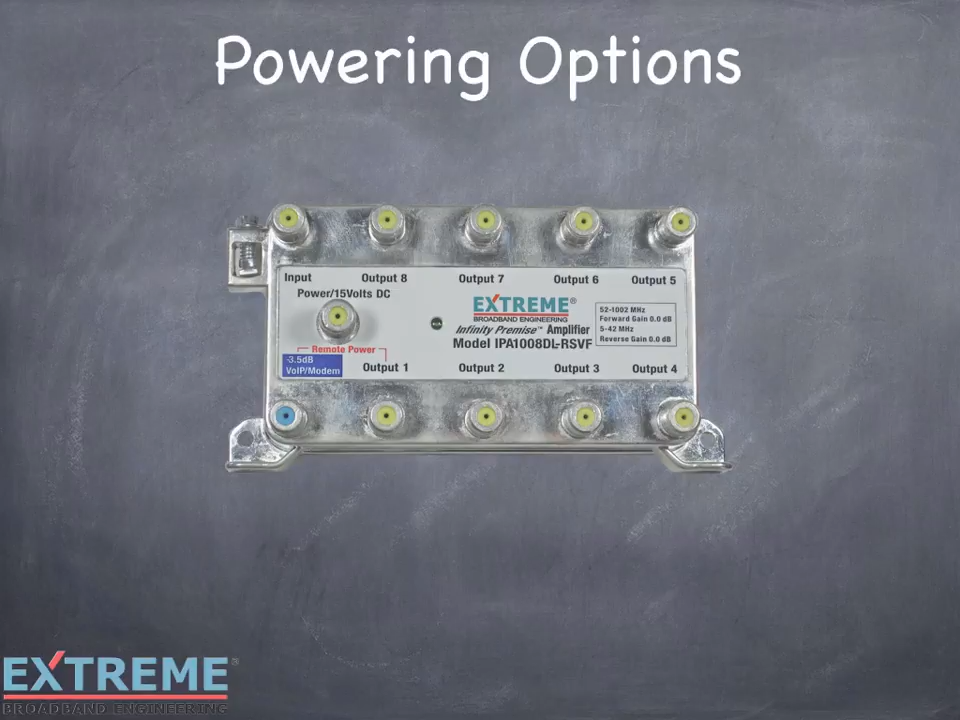 Powering Options
Input
Output 8
Output 7
Output 6
Output 5
Power/15Volts DC
EXTREME®
BROADBAND ENGINEERING
Infinity Premise™ Amplifier
Model IPA1008DL-RSVF
52-1002 MHz
Forward Gain 0.0 dB
5-42 MHz
Reverse Gain 0.0 dB
Remote Power
-3.5dB
VoIP/Modem
Output 1
Output 2
Output 3
Output 4
EXTREME®
BROADBAND ENGINEERING